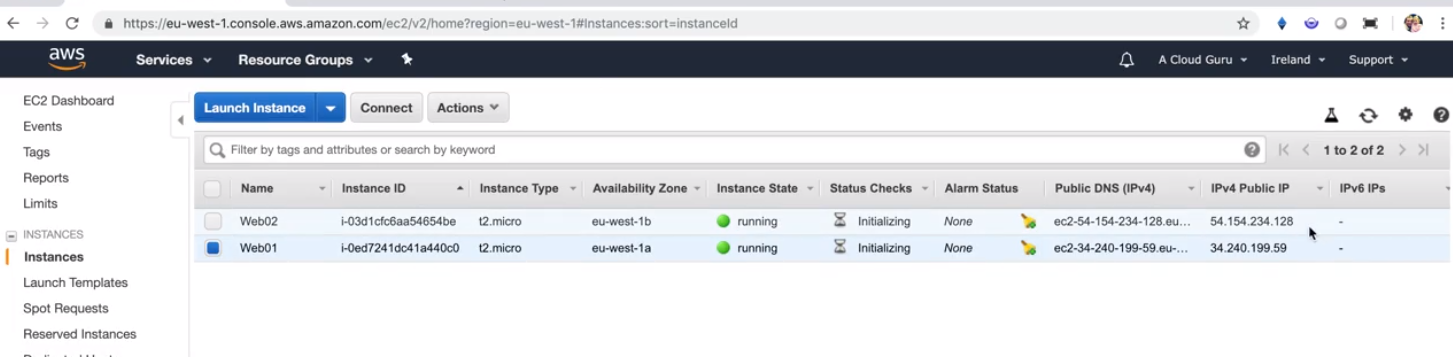 https://eu-west-1.console.aws.amazon.com/ec2/v2/home?region=eu-west-1#Instances:sort=instanceId
aws Services Resource Groups A Cloud Guru Ireland Support
EC2 Dashboard
Events
Tags
Reports
Limits
INSTANCES
Instances
Launch Templates
Spot Requests
Reserved Instances
Launch Instance Connect Actions
Filter by tags and attributes or search by keyword 1 to 2 of 2
Name Instance ID Instance Type Availability Zone Instance State Status Checks Alarm Status Public DNS (IPv4) IPv4 Public IP IPv6 IPs
Web02 i-03d1cfc6aa54654be t2.micro eu-west-1b running Initializing None ec2-54-154-234-128.eu... 54.154.234.128 -
Web01 i-0ed7241dc41a440c0 t2.micro eu-west-1a running Initializing None ec2-34-240-199-59.eu-... 34.240.199.59 -